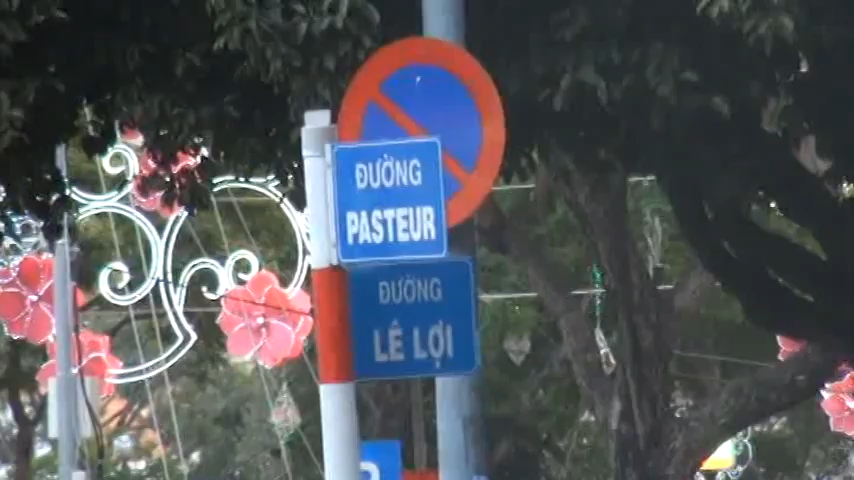 ĐƯỜNG
PASTEUR
ĐƯỜNG
LÊ LỢI